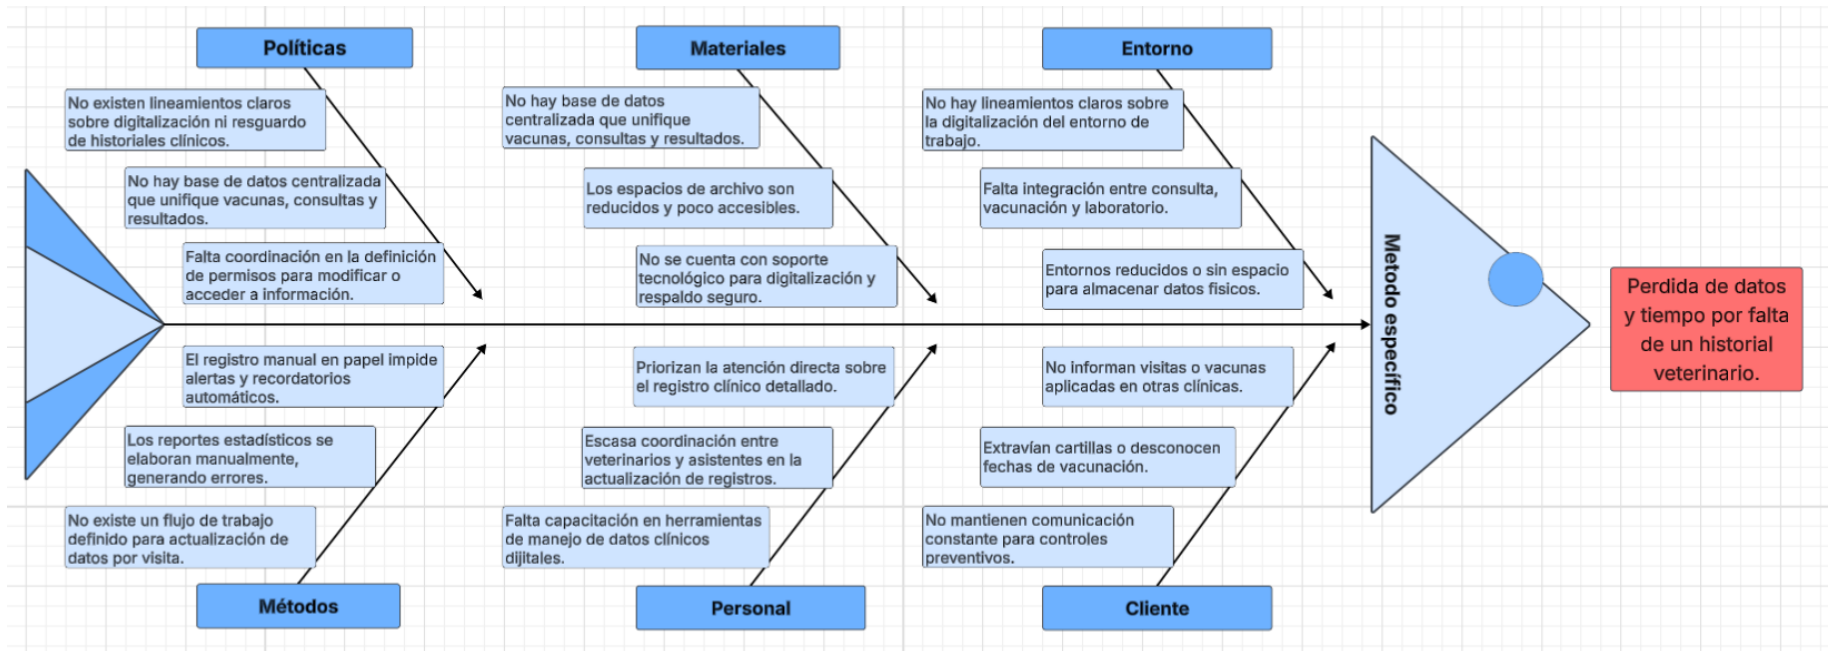 Políticas
No existen lineamientos claros
sobre digitalización ni resguardo
de historiales clínicos.
No hay base de datos centralizada
que unifique vacunas, consultas y
resultados.
Falta coordinación en la definición
de permisos para modificar o
acceder a información.
Materiales
No hay base de datos
centralizada que unifique
vacunas, consultas y resultados.
Los espacios de archivo son
reducidos y poco accesibles.
No se cuenta con soporte
tecnológico para digitalización y
respaldo seguro.
Entorno
No hay lineamientos claros sobre
la digitalización del entorno de
trabajo.
Falta integración entre consulta,
vacunación y laboratorio.
Entornos reducidos o sin espacio
para almacenar datos fisicos.
El registro manual en papel impide
alertas y recordatorios
automáticos.
Los reportes estadísticos se
elaboran manualmente,
generando errores.
No existe un flujo de trabajo
definido para actualización de
datos por visita.
Métodos
Priorizan la atención directa sobre
el registro clínico detallado.
Escasa coordinación entre
veterinarios y asistentes en la
actualización de registros.
Falta capacitación en herramientas
de manejo de datos clínicos
dijitales.
Personal
No informan visitas o vacunas
aplicadas en otras clínicas.
Extravían cartillas o desconocen
fechas de vacunación.
No mantienen comunicación
constante para controles
preventivos.
Cliente
Metodo específico
Perdida de datos
y tiempo por falta
de un historial
veterinario.